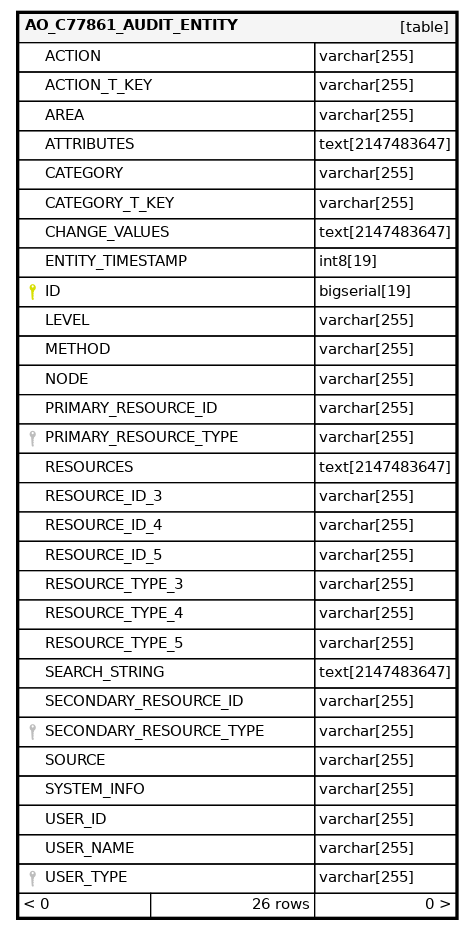 AO_C77861_AUDIT_ENTITY [table]
ACTION varchar[255]
ACTION_T_KEY varchar[255]
AREA varchar[255]
ATTRIBUTES text[2147483647]
CATEGORY varchar[255]
CATEGORY_T_KEY varchar[255]
CHANGE_VALUES text[2147483647]
ENTITY_TIMESTAMP int8[19]
ID bigserial[19]
LEVEL varchar[255]
METHOD varchar[255]
NODE varchar[255]
PRIMARY_RESOURCE_ID varchar[255]
PRIMARY_RESOURCE_TYPE varchar[255]
RESOURCES text[2147483647]
RESOURCE_ID_3 varchar[255]
RESOURCE_ID_4 varchar[255]
RESOURCE_ID_5 varchar[255]
RESOURCE_TYPE_3 varchar[255]
RESOURCE_TYPE_4 varchar[255]
RESOURCE_TYPE_5 varchar[255]
SEARCH_STRING text[2147483647]
SECONDARY_RESOURCE_ID varchar[255]
SECONDARY_RESOURCE_TYPE varchar[255]
SOURCE varchar[255]
SYSTEM_INFO varchar[255]
USER_ID varchar[255]
USER_NAME varchar[255]
USER_TYPE varchar[255]
< 0 26 rows 0 >